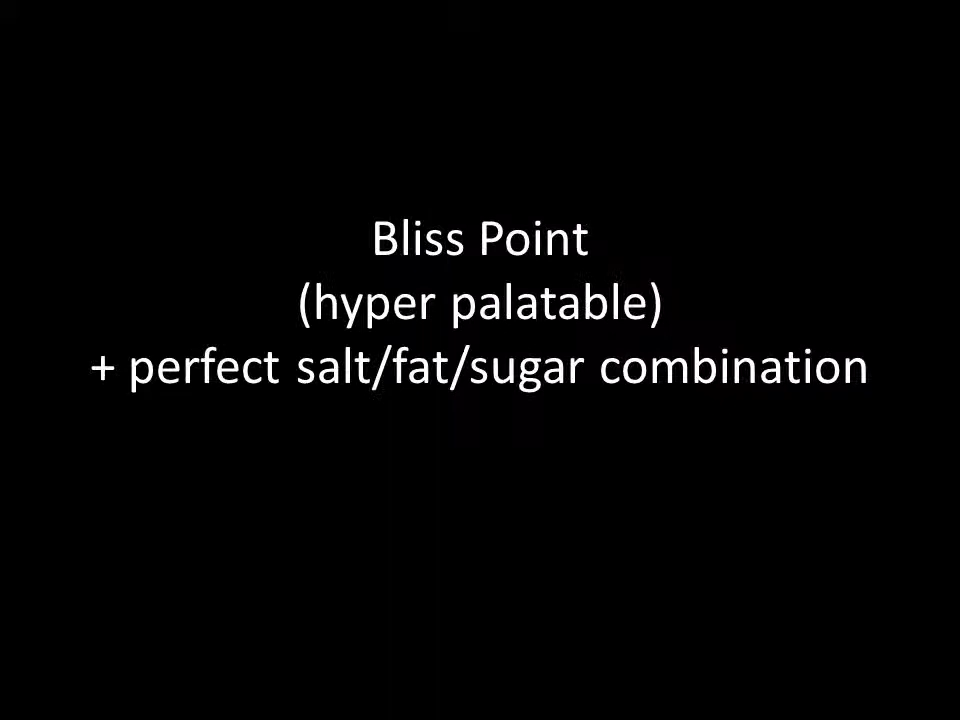 Bliss Point
(hyper palatable)
+ perfect salt/fat/sugar combination